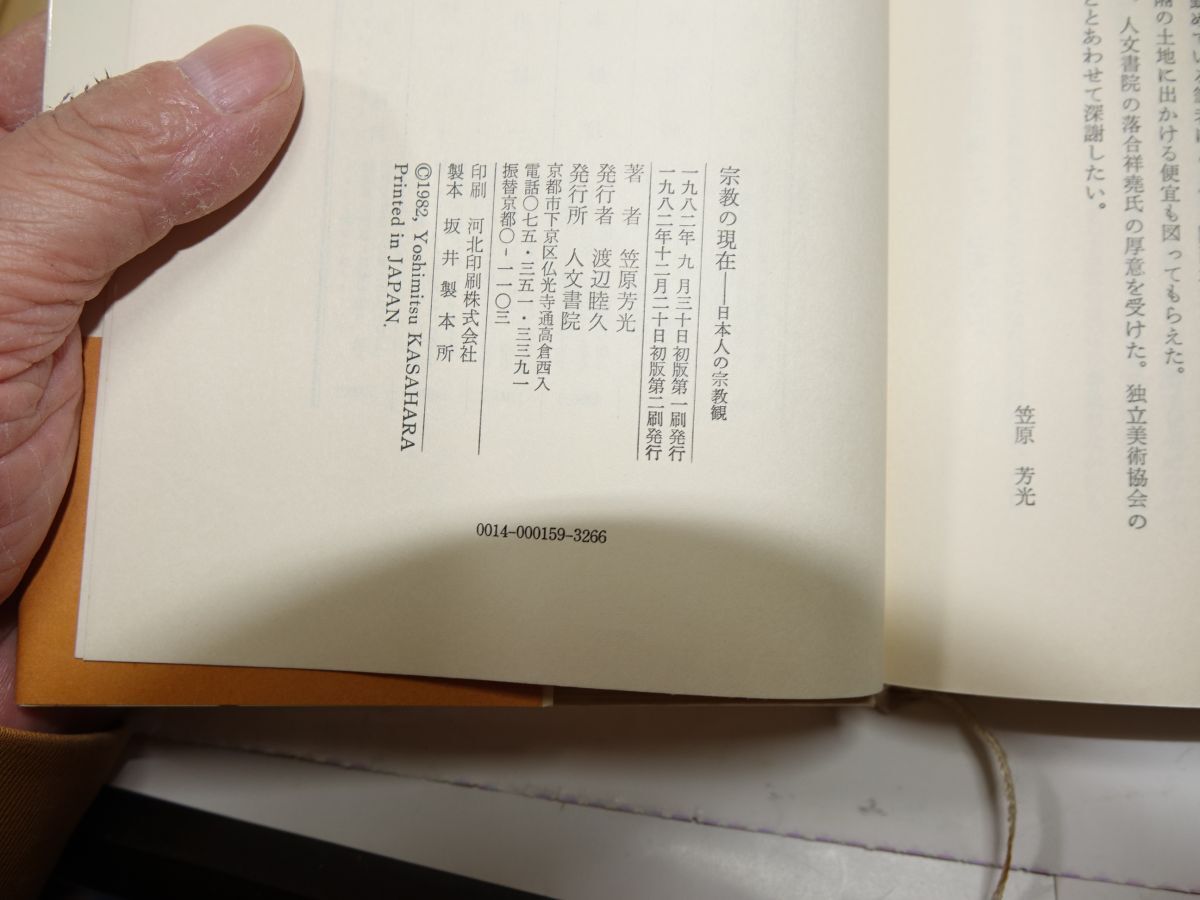 の土地に出かける便宜も図ってもらえた。
人文書院の落合祥堯氏の厚意を受けた。独立美術協会の
とあわせて深謝したい。
笠原 芳光
宗教の現在――日本人の宗教観
一九八二年 九 月三十日 初版第一刷発行
一九八二年十二月二十日初版第二刷発行
著 者 笠原芳光
発行者 渡辺睦久
発行所 人文書院
京都市下京区仏光寺通高倉西入
電話〇七五・三五一・三三九一
振替京都〇-一一〇三
印刷 河北印刷株式会社
製本 坂井製本所
©1982, Yoshimitsu KASAHARA
Printed in JAPAN.
0014-000159-3266